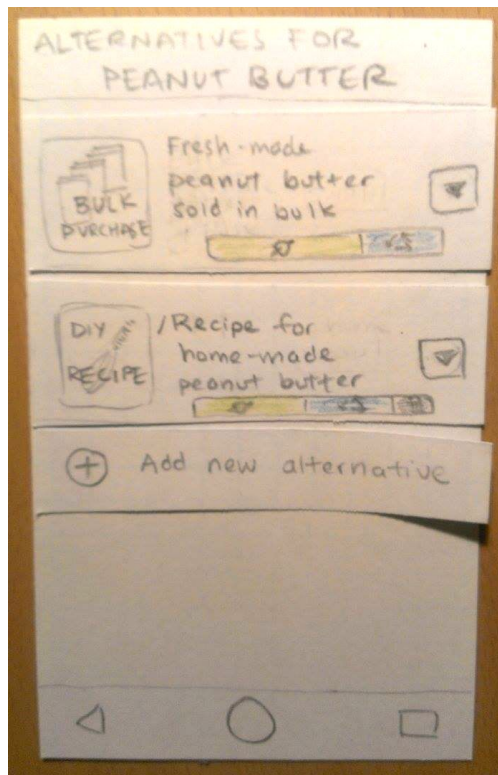 ALTERNATIVES FOR
PEANUT BUTTER
BULK
PURCHASE
Fresh-made
peanut butter
sold in bulk
DIY
RECIPE
/Recipe for
home-made
peanut butter
Add new alternative